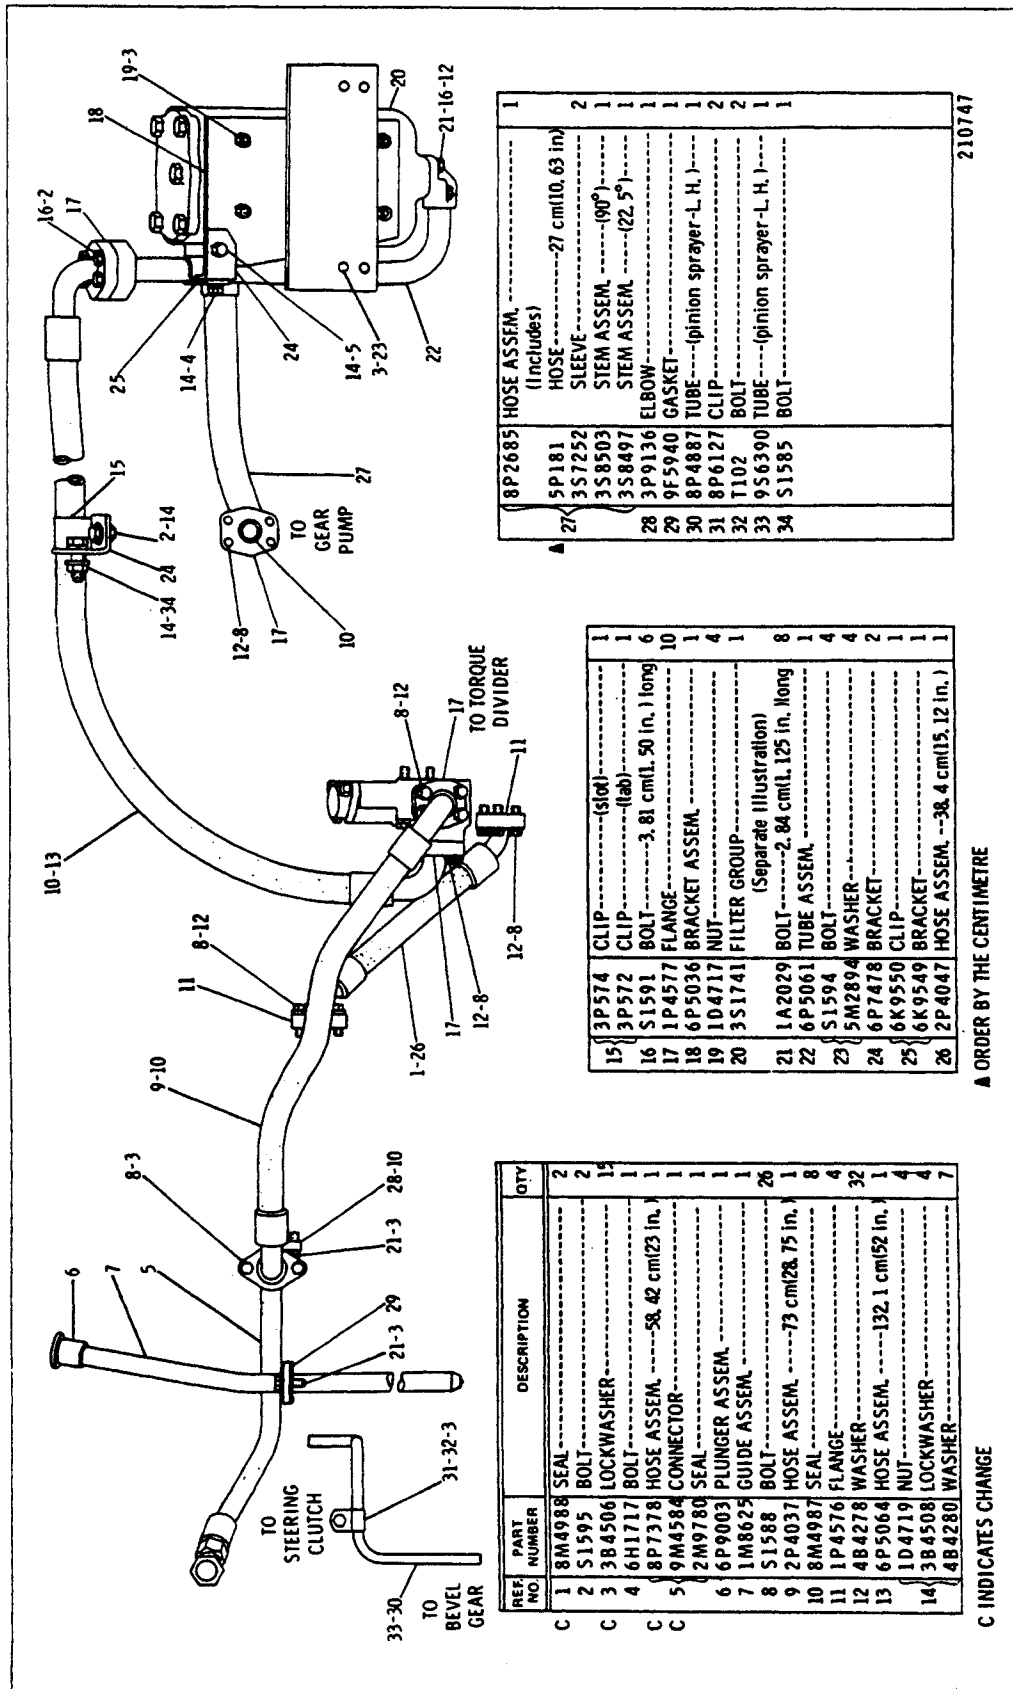 19-3
18
16-2
17
20
21-16-12
25
14-4
24
14-5
3-23
22
15
2-14
24
14-34
27
TO
GEAR
PUMP
12-8
17
10
10-13
8-12
17
TO TORQUE
DIVIDER
11
8-12
11
12-8
17
12-8
1-26
9-10
8-3
28-10
21-3
6
7
5
29
21-3
TO
STEERING
CLUTCH
31-32-3
33-30
TO
BEVEL
GEAR
REF. NO. PART NUMBER DESCRIPTION QTY
C 1 8M4988 SEAL 2
2 S1595 BOLT 2
C 3 3B4506 LOCKWASHER 15
4 6H1717 BOLT 1
C 8P7378 HOSE ASSEM. -----58.42 cm(23 in.) 1
C 5 9M4584 CONNECTOR 1
2M9780 SEAL 1
6 6P9003 PLUNGER ASSEM. 1
7 1M8625 GUIDE ASSEM. 1
8 S1588 BOLT 26
9 2P4037 HOSE ASSEM. ----73 cm(28.75 in.) 1
10 8M4987 SEAL 8
11 1P4576 FLANGE 4
12 4B4278 WASHER 32
13 6P5064 HOSE ASSEM. ----132.1 cm(52 in.) 1
1D4719 NUT 4
14 3B4508 LOCKWASHER 4
4B4280 WASHER 7
C INDICATES CHANGE
15 3P574 CLIP---------(slot) 1
3P572 CLIP---------(tab) 1
16 S1591 BOLT-----3.81 cm(1.50 in.) long 6
17 1P4577 FLANGE 10
18 6P5036 BRACKET ASSEM. 1
19 1D4717 NUT 4
20 3S1741 FILTER GROUP 1
(Separate Illustration)
21 1A2029 BOLT----2.84 cm(1.125 in.)long 8
22 6P5061 TUBE ASSEM. 1
23 S1594 BOLT 4
5M2894 WASHER 4
24 6P7478 BRACKET 2
25 6K9550 CLIP 1
6K9549 BRACKET 1
26 2P4047 HOSE ASSEM. --38.4 cm(15.12 in.) 1
▲ ORDER BY THE CENTIMETRE
8P2685 HOSE ASSEM. 1
(Includes)
▲ 5P181 HOSE--------27 cm(10.63 in)
27 3S7252 SLEEVE 2
3S8503 STEM ASSEM. ----(90°) 1
3S8497 STEM ASSEM. ----(22.5°) 1
28 3P9136 ELBOW 1
29 9F5940 GASKET 1
30 8P4887 TUBE---(pinion sprayer-L. H.) 1
31 8P6127 CLIP 2
32 T102 BOLT 2
33 9S6390 TUBE---(pinion sprayer-L. H.) 1
34 S1585 BOLT 1
210747